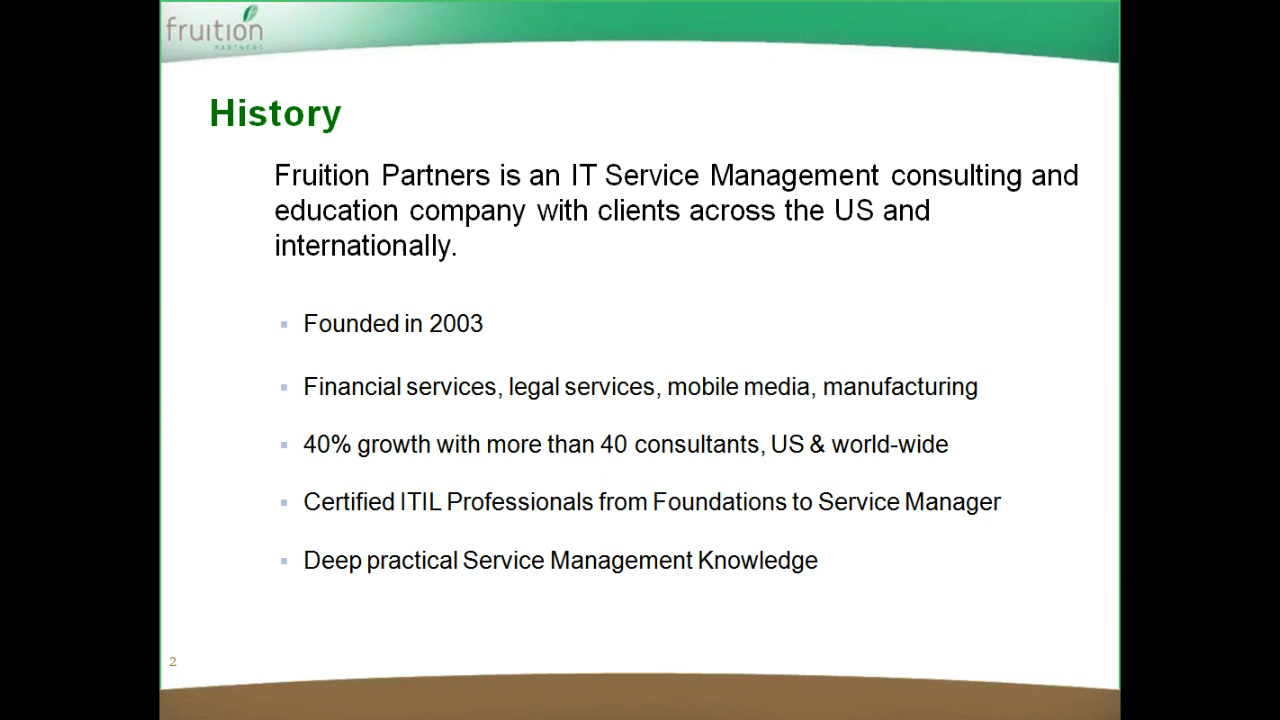 fruition
PARTNERS
History
Fruition Partners is an IT Service Management consulting and
education company with clients across the US and
internationally.
Founded in 2003
Financial services, legal services, mobile media, manufacturing
40% growth with more than 40 consultants, US & world-wide
Certified ITIL Professionals from Foundations to Service Manager
Deep practical Service Management Knowledge
2